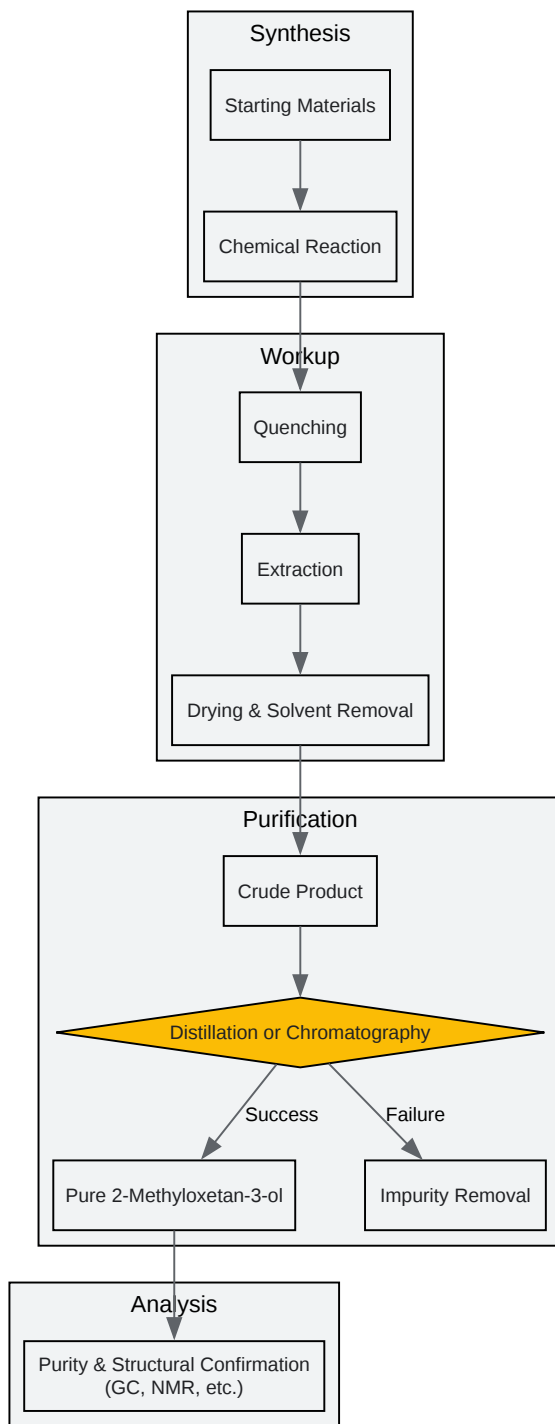 Synthesis
Starting Materials
Chemical Reaction
Workup
Quenching
Extraction
Drying & Solvent Removal
Purification
Crude Product
Distillation or Chromatography
Success
Failure
Pure 2-Methyloxetan-3-ol
Impurity Removal
Analysis
Purity & Structural Confirmation
(GC, NMR, etc.)